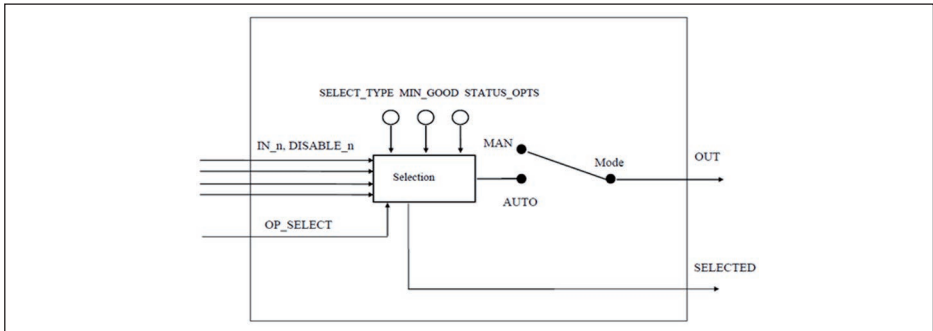 SELECT_TYPE MIN_GOOD STATUS_OPTS
IN_n, DISABLE_n
MAN
Mode
OUT
Selection
AUTO
OP_SELECT
SELECTED